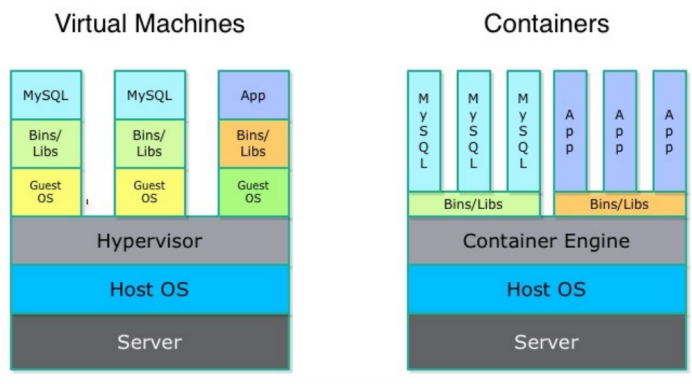 Virtual Machines
MySQL
MySQL
App
Bins/
Libs
Bins/
Libs
Bins/
Libs
Guest
OS
Guest
OS
Guest
OS
Hypervisor
Host OS
Server
Containers
MySQL
MySQL
MySQL
App
App
App
Bins/Libs
Bins/Libs
Container Engine
Host OS
Server